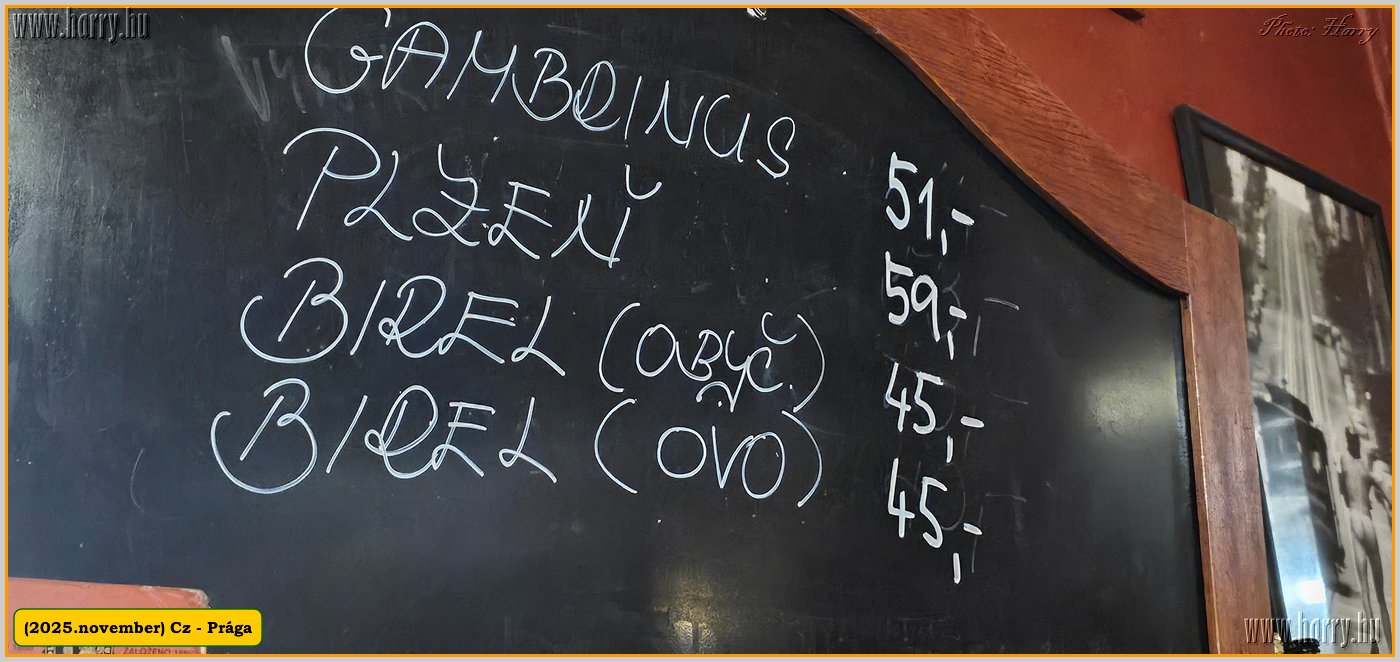 www.harry.hu
Photo: Harry
GAMBRINUS 51,-
PLZEŇ 59,-
BIREL (OBYČ.) 45,-
BIREL (OVO) 45,-
(2025.november) Cz - Prága
ZALOŽENO
www.harry.hu